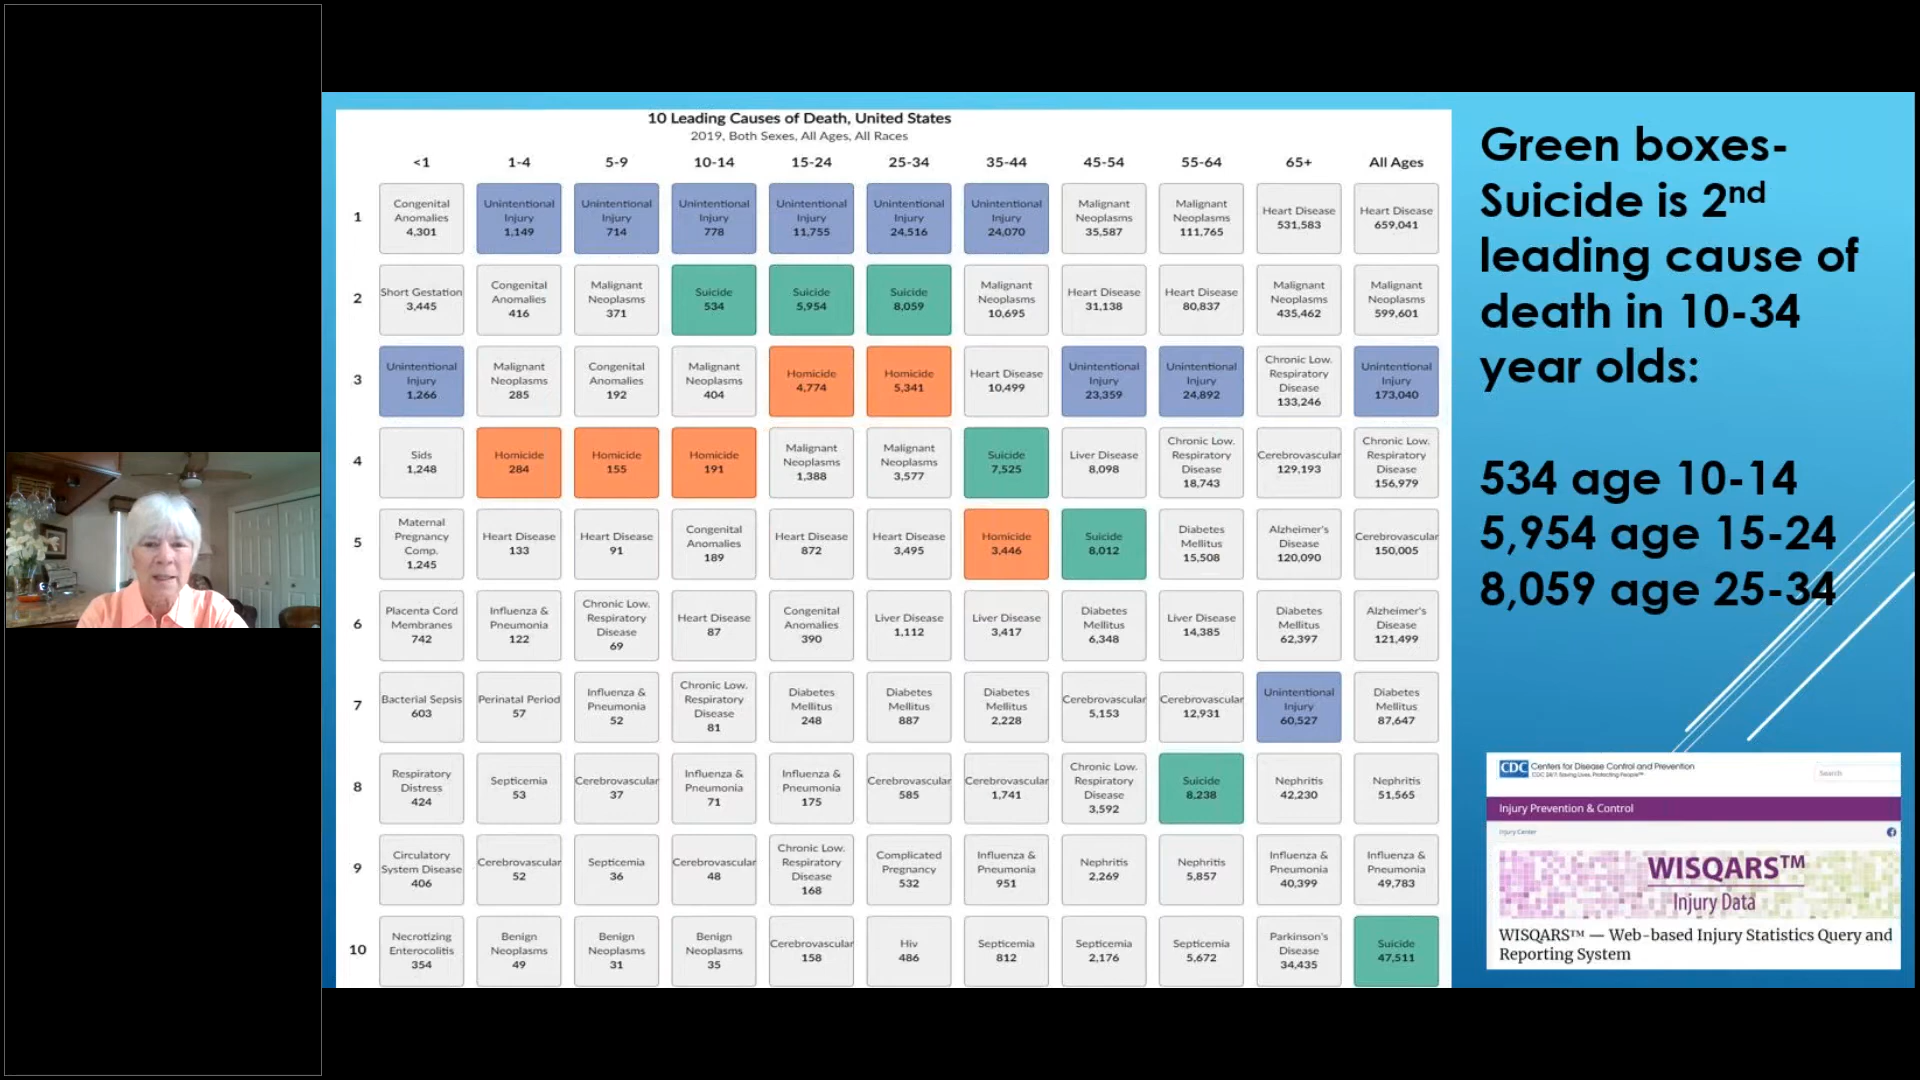 10 Leading Causes of Death, United States
2019, Both Sexes, All Ages, All Races
<1 1-4 5-9 10-14 15-24 25-34 35-44 45-54 55-64 65+ All Ages
1
Congenital
Anomalies
4,301
Unintentional
Injury
1,149
Unintentional
Injury
714
Unintentional
Injury
778
Unintentional
Injury
11,755
Unintentional
Injury
24,516
Unintentional
Injury
24,070
Malignant
Neoplasms
35,587
Malignant
Neoplasms
111,765
Heart Disease
531,583
Heart Disease
659,041
2
Short Gestation
3,445
Congenital
Anomalies
416
Malignant
Neoplasms
371
Suicide
534
Suicide
5,954
Suicide
8,059
Malignant
Neoplasms
10,695
Heart Disease
31,138
Heart Disease
80,837
Malignant
Neoplasms
435,462
Malignant
Neoplasms
599,601
3
Unintentional
Injury
1,266
Malignant
Neoplasms
285
Congenital
Anomalies
192
Malignant
Neoplasms
404
Homicide
4,774
Homicide
5,341
Heart Disease
10,499
Unintentional
Injury
23,359
Unintentional
Injury
24,892
Chronic Low.
Respiratory
Disease
133,246
Unintentional
Injury
173,040
4
Sids
1,248
Homicide
284
Homicide
155
Homicide
191
Malignant
Neoplasms
1,388
Malignant
Neoplasms
3,577
Suicide
7,525
Liver Disease
8,098
Chronic Low.
Respiratory
Disease
18,743
Cerebrovascular
129,193
Chronic Low.
Respiratory
Disease
156,979
5
Maternal
Pregnancy
Comp.
1,245
Heart Disease
133
Heart Disease
91
Congenital
Anomalies
189
Heart Disease
872
Heart Disease
3,495
Homicide
3,446
Suicide
8,012
Diabetes
Mellitus
15,508
Alzheimer's
Disease
120,090
Cerebrovascular
150,005
6
Placenta Cord
Membranes
742
Influenza &
Pneumonia
122
Chronic Low.
Respiratory
Disease
69
Heart Disease
87
Congenital
Anomalies
390
Liver Disease
1,112
Liver Disease
3,417
Diabetes
Mellitus
6,348
Liver Disease
14,385
Diabetes
Mellitus
62,397
Alzheimer's
Disease
121,499
7
Bacterial Sepsis
603
Perinatal Period
57
Influenza &
Pneumonia
52
Chronic Low.
Respiratory
Disease
81
Diabetes
Mellitus
248
Diabetes
Mellitus
887
Diabetes
Mellitus
2,228
Cerebrovascular
5,153
Cerebrovascular
12,931
Unintentional
Injury
60,527
Diabetes
Mellitus
87,647
8
Respiratory
Distress
424
Septicemia
53
Cerebrovascular
37
Influenza &
Pneumonia
71
Influenza &
Pneumonia
175
Cerebrovascular
585
Cerebrovascular
1,741
Chronic Low.
Respiratory
Disease
3,592
Suicide
8,238
Nephritis
42,230
Nephritis
51,565
9
Circulatory
System Disease
406
Cerebrovascular
52
Septicemia
36
Cerebrovascular
48
Chronic Low.
Respiratory
Disease
168
Complicated
Pregnancy
532
Influenza &
Pneumonia
951
Nephritis
2,269
Nephritis
5,857
Influenza &
Pneumonia
40,399
Influenza &
Pneumonia
49,783
10
Necrotizing
Enterocolitis
354
Benign
Neoplasms
49
Benign
Neoplasms
31
Benign
Neoplasms
35
Cerebrovascular
158
Hiv
486
Septicemia
812
Septicemia
2,176
Septicemia
5,672
Parkinson's
Disease
34,435
Suicide
47,511
Green boxes-
Suicide is 2nd
leading cause of
death in 10-34
year olds:
534 age 10-14
5,954 age 15-24
8,059 age 25-34
CDC Centers for Disease Control and Prevention
CDC 24/7: Saving Lives, Protecting People™
Search
Injury Prevention & Control
Injury Center
WISQARS™
Injury Data
WISQARS™ — Web-based Injury Statistics Query and
Reporting System